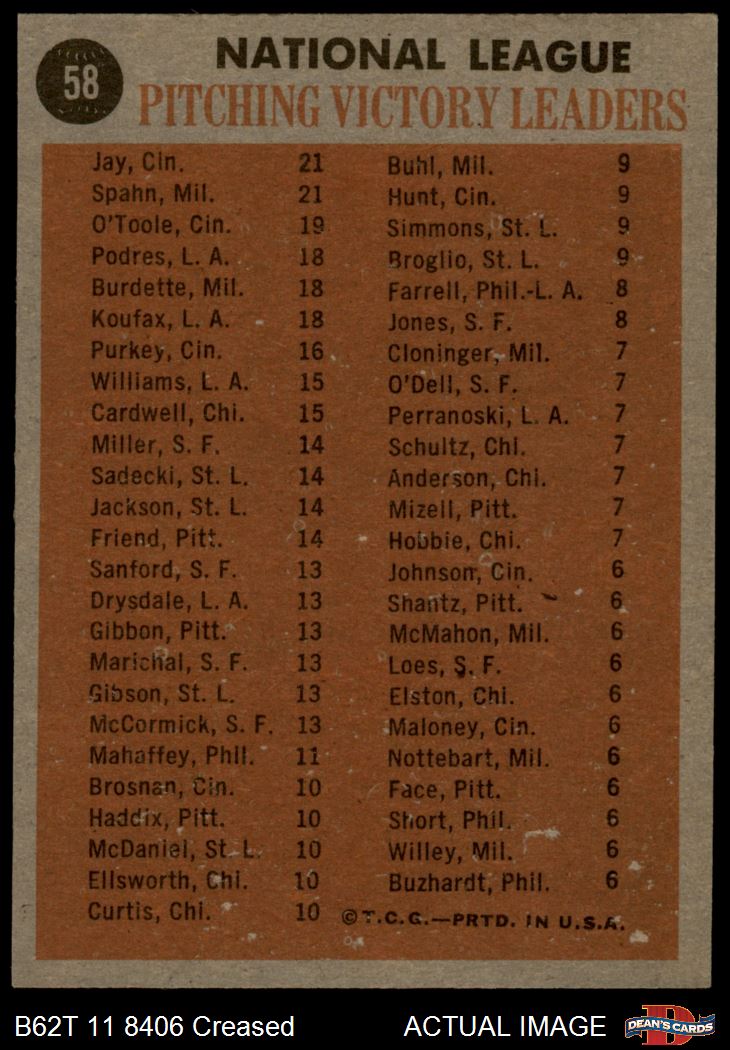 58
NATIONAL LEAGUE
PITCHING VICTORY LEADERS
Jay, Cin. 21
Spahn, Mil. 21
O'Toole, Cin. 19
Podres, L. A. 18
Burdette, Mil. 18
Koufax, L. A. 18
Purkey, Cin. 16
Williams, L. A. 15
Cardwell, Chi. 15
Miller, S. F. 14
Sadecki, St. L. 14
Jackson, St. L. 14
Friend, Pitt. 14
Sanford, S. F. 13
Drysdale, L. A. 13
Gibbon, Pitt. 13
Marichal, S. F. 13
Gibson, St. L. 13
McCormick, S. F. 13
Mahaffey, Phil. 11
Brosnan, Cin. 10
Haddix, Pitt. 10
McDaniel, St. L. 10
Ellsworth, Chi. 10
Curtis, Chi. 10
Buhl, Mil. 9
Hunt, Cin. 9
Simmons, St. L. 9
Broglio, St. L. 9
Farrell, Phil.-L. A. 8
Jones, S. F. 8
Cloninger, Mil. 7
O'Dell, S. F. 7
Perranoski, L. A. 7
Schultz, Chi. 7
Anderson, Chi. 7
Mizell, Pitt. 7
Hobbie, Chi. 7
Johnson, Cin. 6
Shantz, Pitt. 6
McMahon, Mil. 6
Loes, S. F. 6
Elston, Chi. 6
Maloney, Cin. 6
Nottebart, Mil. 6
Face, Pitt. 6
Short, Phil. 6
Willey, Mil. 6
Buzhardt, Phil. 6
©T.C.G.—PRTD. IN U.S.A.
B62T 11 8406 Creased
ACTUAL IMAGE
DEAN'S CARDS